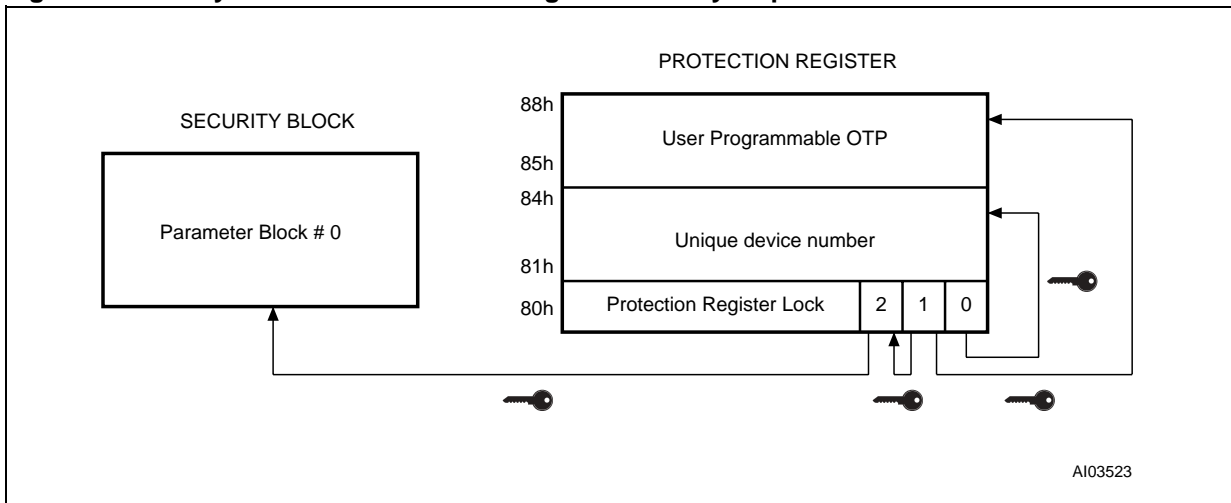 PROTECTION REGISTER
SECURITY BLOCK
Parameter Block # 0
88h
User Programmable OTP
85h
84h
Unique device number
81h
80h
Protection Register Lock 2 1 0
AI03523